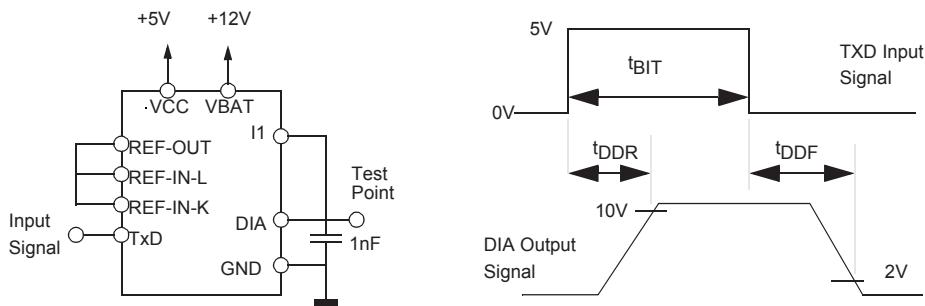 +5V
+12V
.VCC
VBAT
I1
REF-OUT
REF-IN-L
REF-IN-K
Input
Signal
TxD
DIA
Test
Point
1nF
GND
5V
TXD Input
Signal
tBIT
0V
tDDR
tDDF
10V
DIA Output
Signal
2V